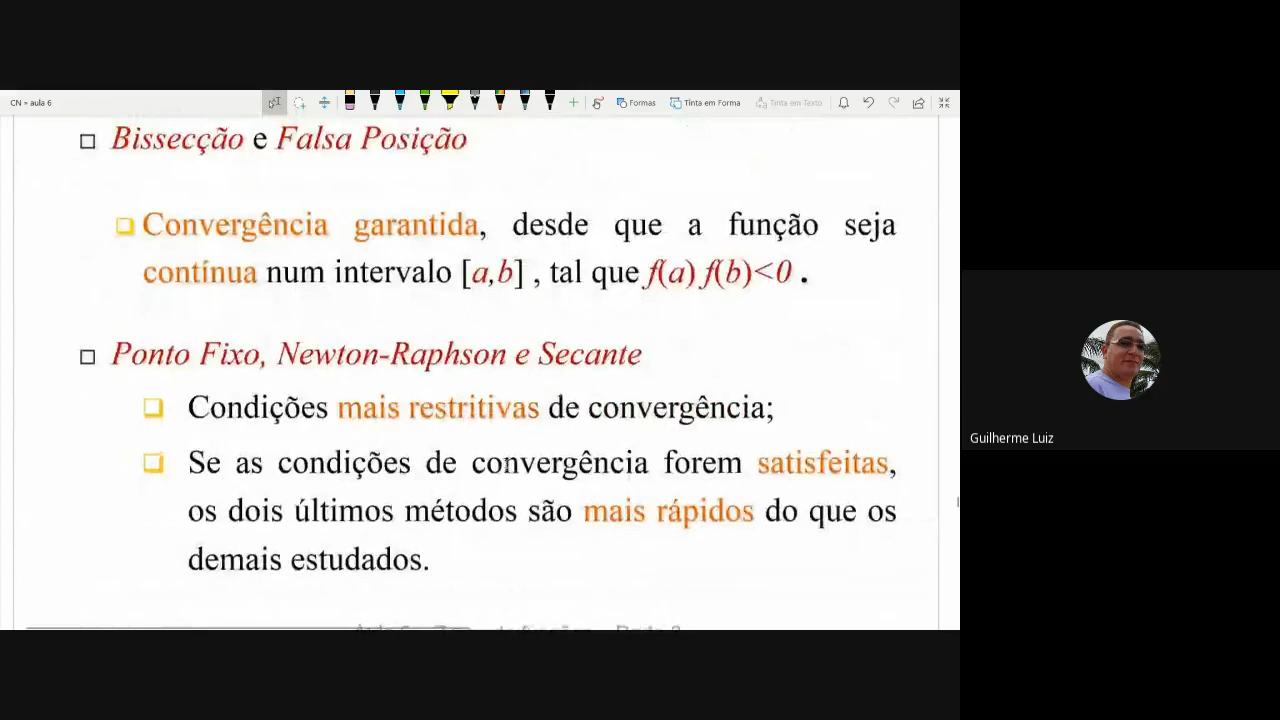 CN = aula 6
Formas
Tinta em Forma
Tinta em Texto
Bissecção e Falsa Posição
Convergência garantida, desde que a função seja
contínua num intervalo [a,b] , tal que f(a) f(b)<0 .
Ponto Fixo, Newton-Raphson e Secante
Condições mais restritivas de convergência;
Se as condições de convergência forem satisfeitas,
os dois últimos métodos são mais rápidos do que os
demais estudados.
Guilherme Luiz